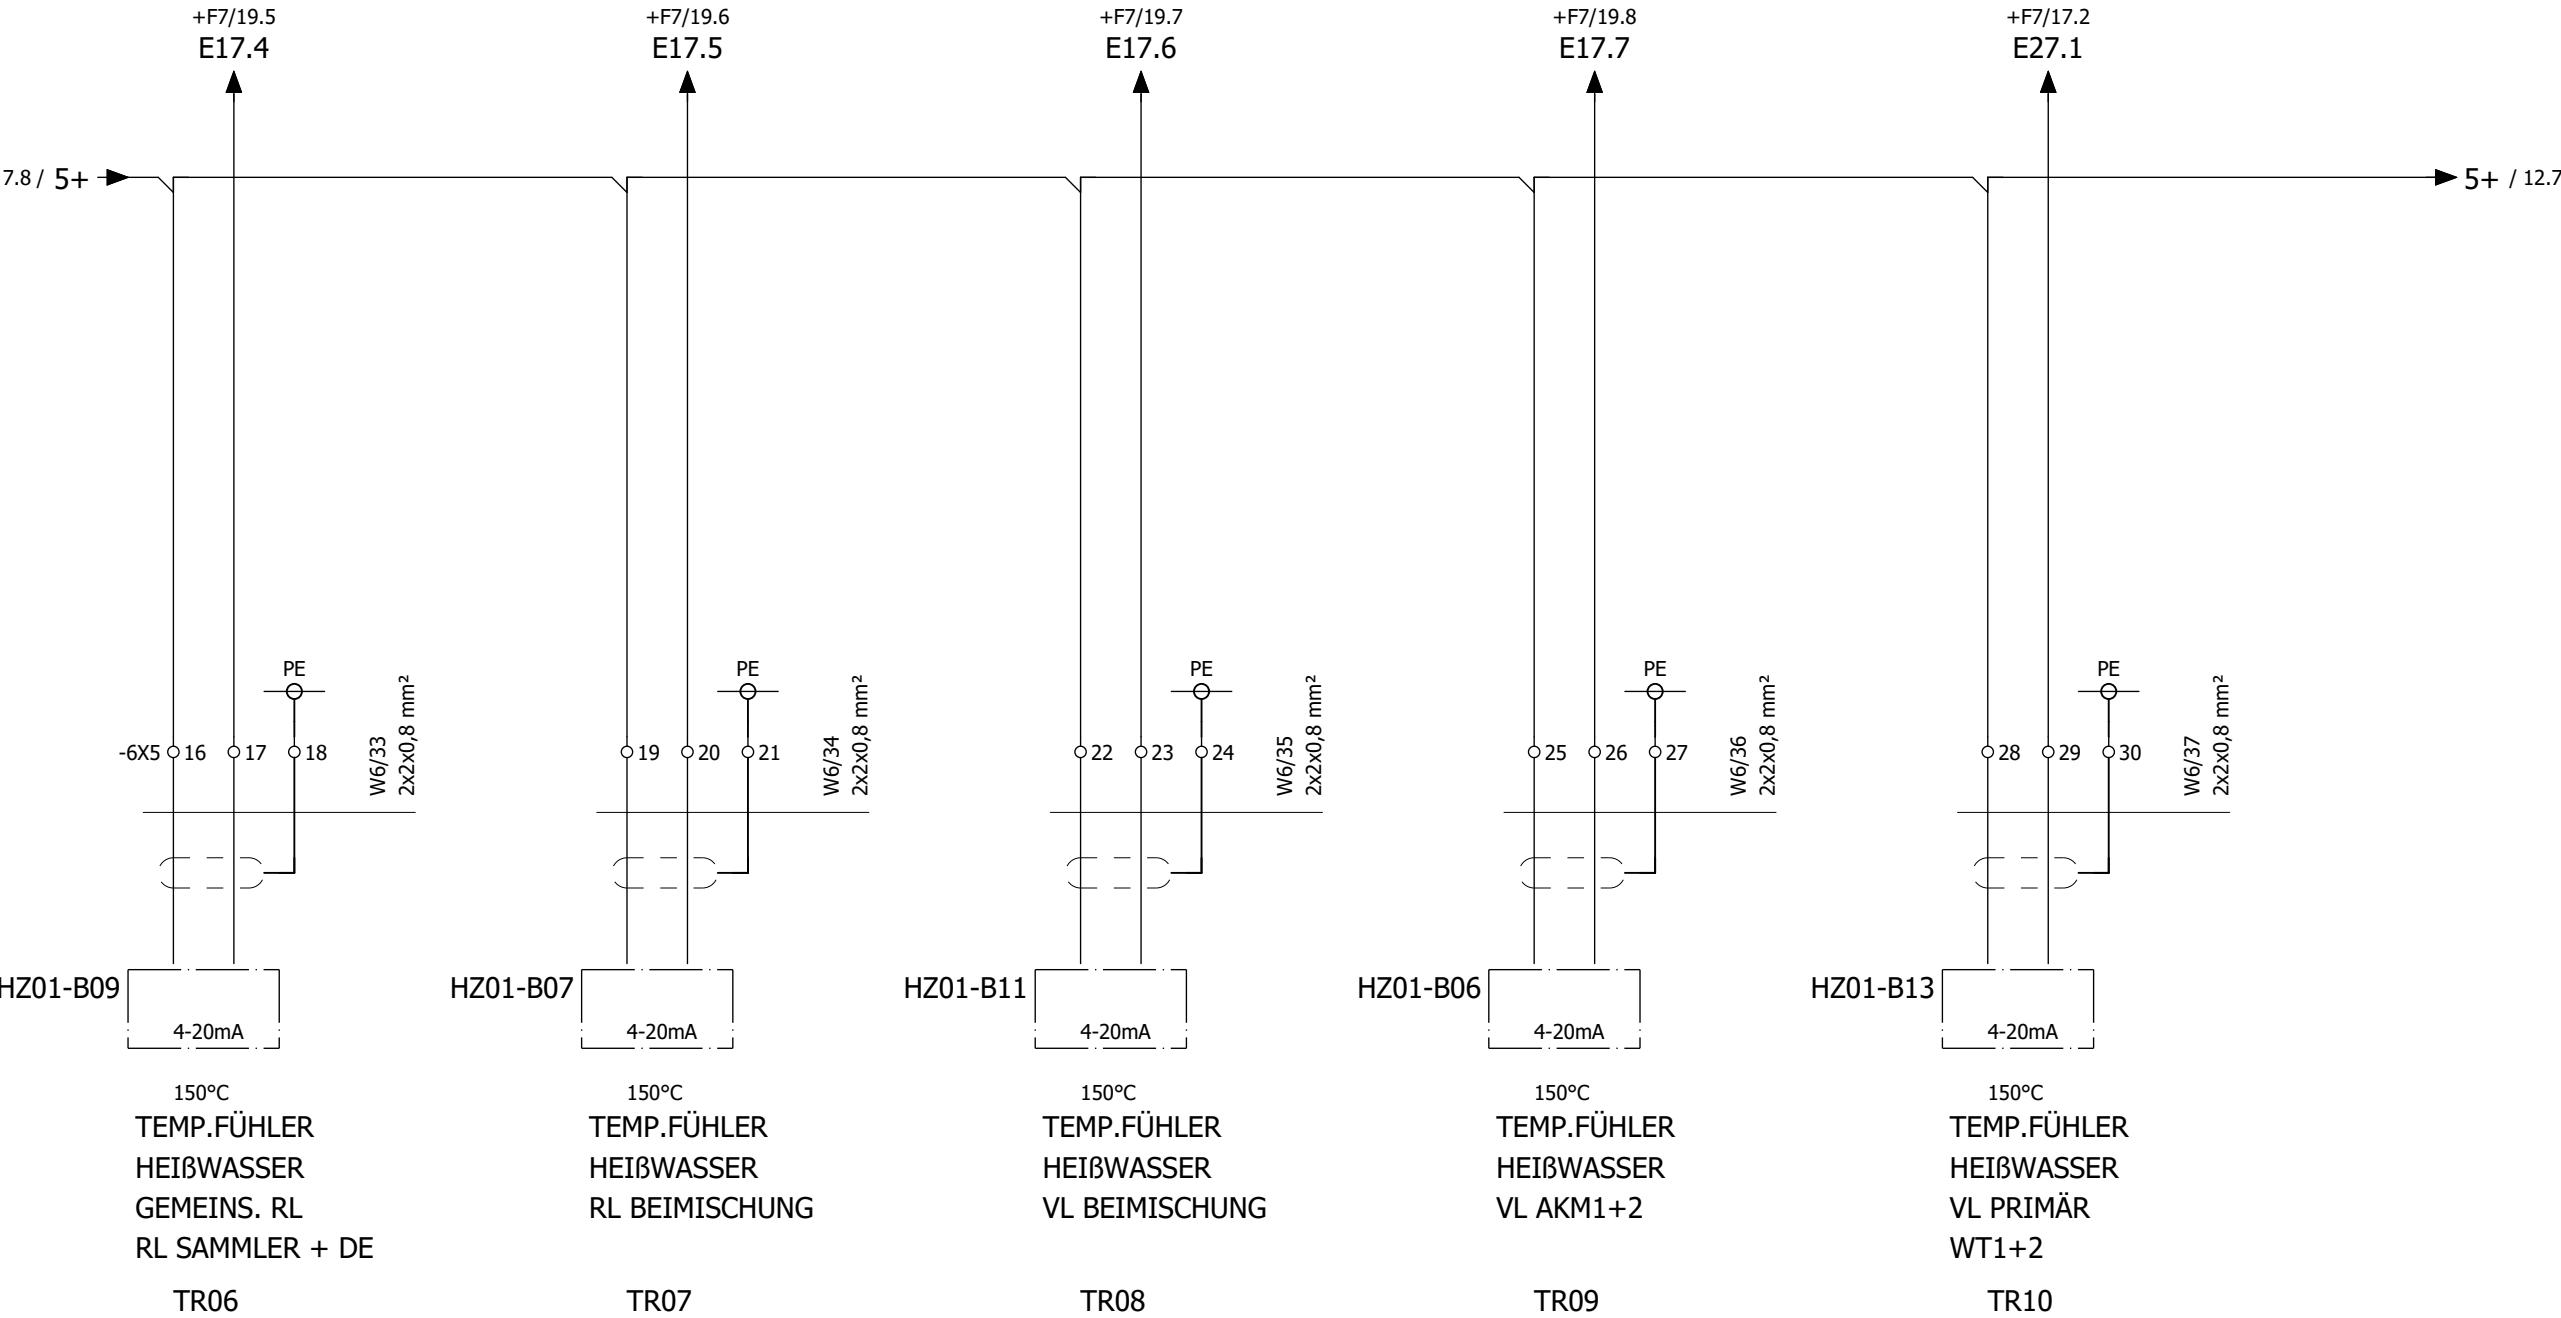 +F7/19.5 +F7/19.6 +F7/19.7 +F7/19.8 +F7/17.2
E17.4 E17.5 E17.6 E17.7 E27.1
7.8 / 5+ 5+ / 12.7
PE PE PE PE PE
-6X5 16 17 18 19 20 21 22 23 24 25 26 27 28 29 30
W6/33
2x2x0,8 mm²
W6/34
2x2x0,8 mm²
W6/35
2x2x0,8 mm²
W6/36
2x2x0,8 mm²
W6/37
2x2x0,8 mm²
HZ01-B09 HZ01-B07 HZ01-B11 HZ01-B06 HZ01-B13
4-20mA 4-20mA 4-20mA 4-20mA 4-20mA
150°C
TEMP.FÜHLER
HEIßWASSER
GEMEINS. RL
RL SAMMLER + DE
TR06
150°C
TEMP.FÜHLER
HEIßWASSER
RL BEIMISCHUNG
TR07
150°C
TEMP.FÜHLER
HEIßWASSER
VL BEIMISCHUNG
TR08
150°C
TEMP.FÜHLER
HEIßWASSER
VL AKM1+2
TR09
150°C
TEMP.FÜHLER
HEIßWASSER
VL PRIMÄR
WT1+2
TR10